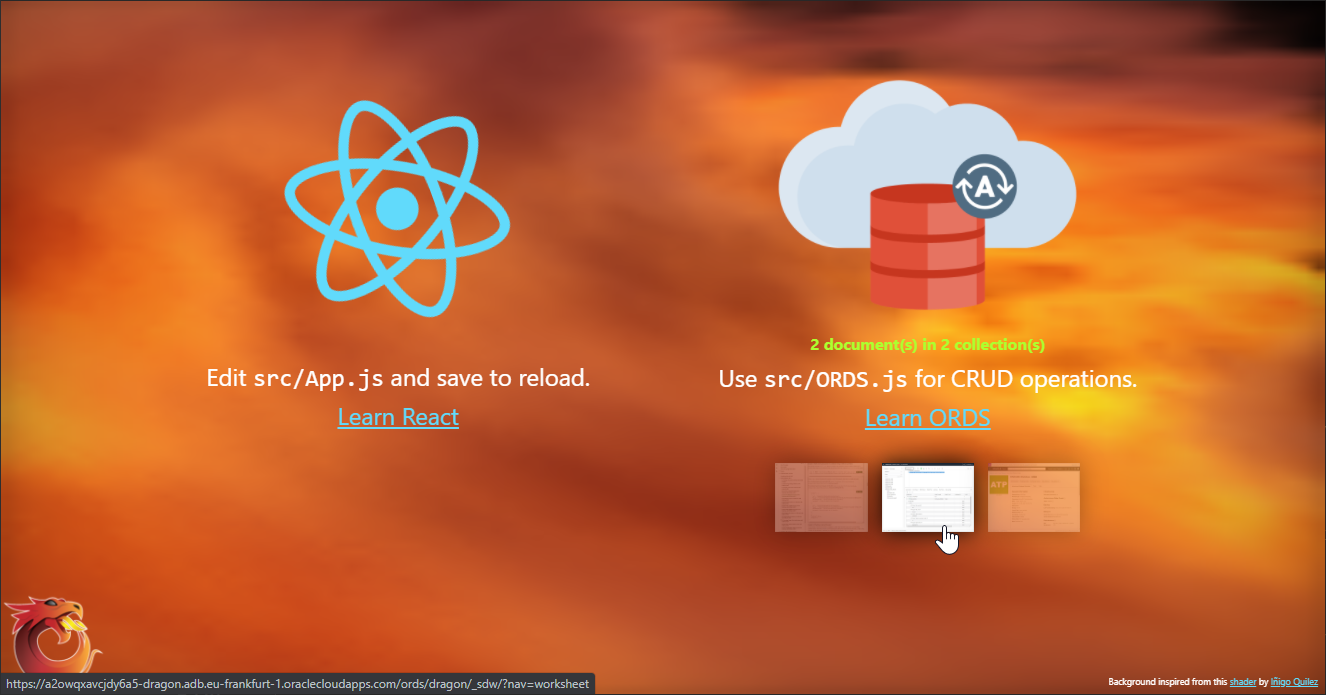 A
2 document(s) in 2 collection(s)
Edit src/App.js and save to reload.
Use src/ORDS.js for CRUD operations.
Learn React
Learn ORDS
ATP
https://a2owqxavcjdy6a5-dragon.adb.eu-frankfurt-1.oraclecloudapps.com/ords/dragon/_sdw/?nav=worksheet
Background inspired from this shader by Iñigo Quilez